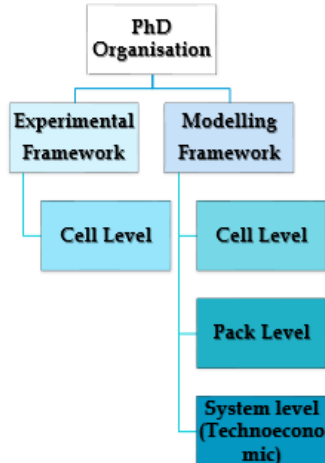 PhD
Organisation
Experimental
Framework
Modelling
Framework
Cell Level
Cell Level
Pack Level
System level
(Technoecono
mic)